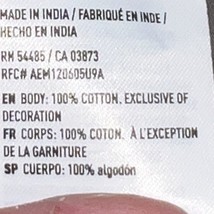 MADE IN INDIA / FABRIQUÉ EN INDE /
HECHO EN INDIA
RN 54485 / CA 03873
RFC# AEM120605U9A
EN BODY: 100% COTTON, EXCLUSIVE OF
DECORATION
FR CORPS: 100% COTON, À L'EXCEPTION
DE LA GARNITURE
SP CUERPO: 100% algodón